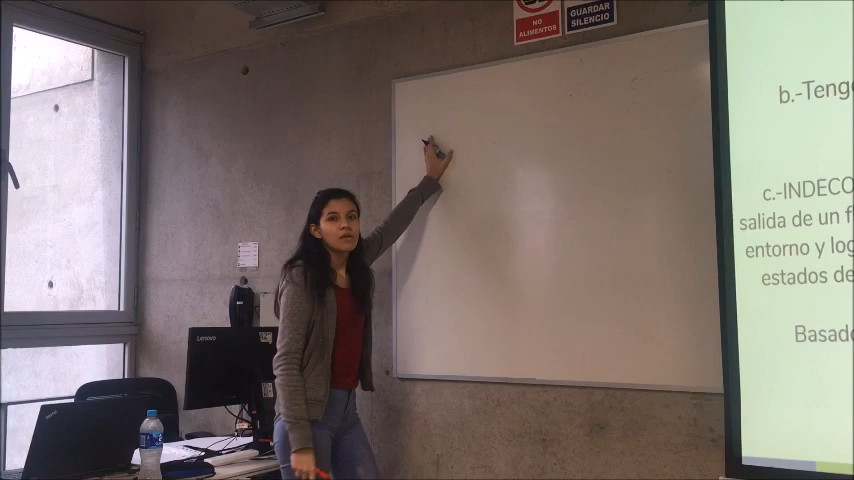 NO
ALIMENTOS
GUARDAR
SILENCIO
b.-Teng
c.-INDECO
salida de un f
entorno y log
estados de
Basad
Lenovo